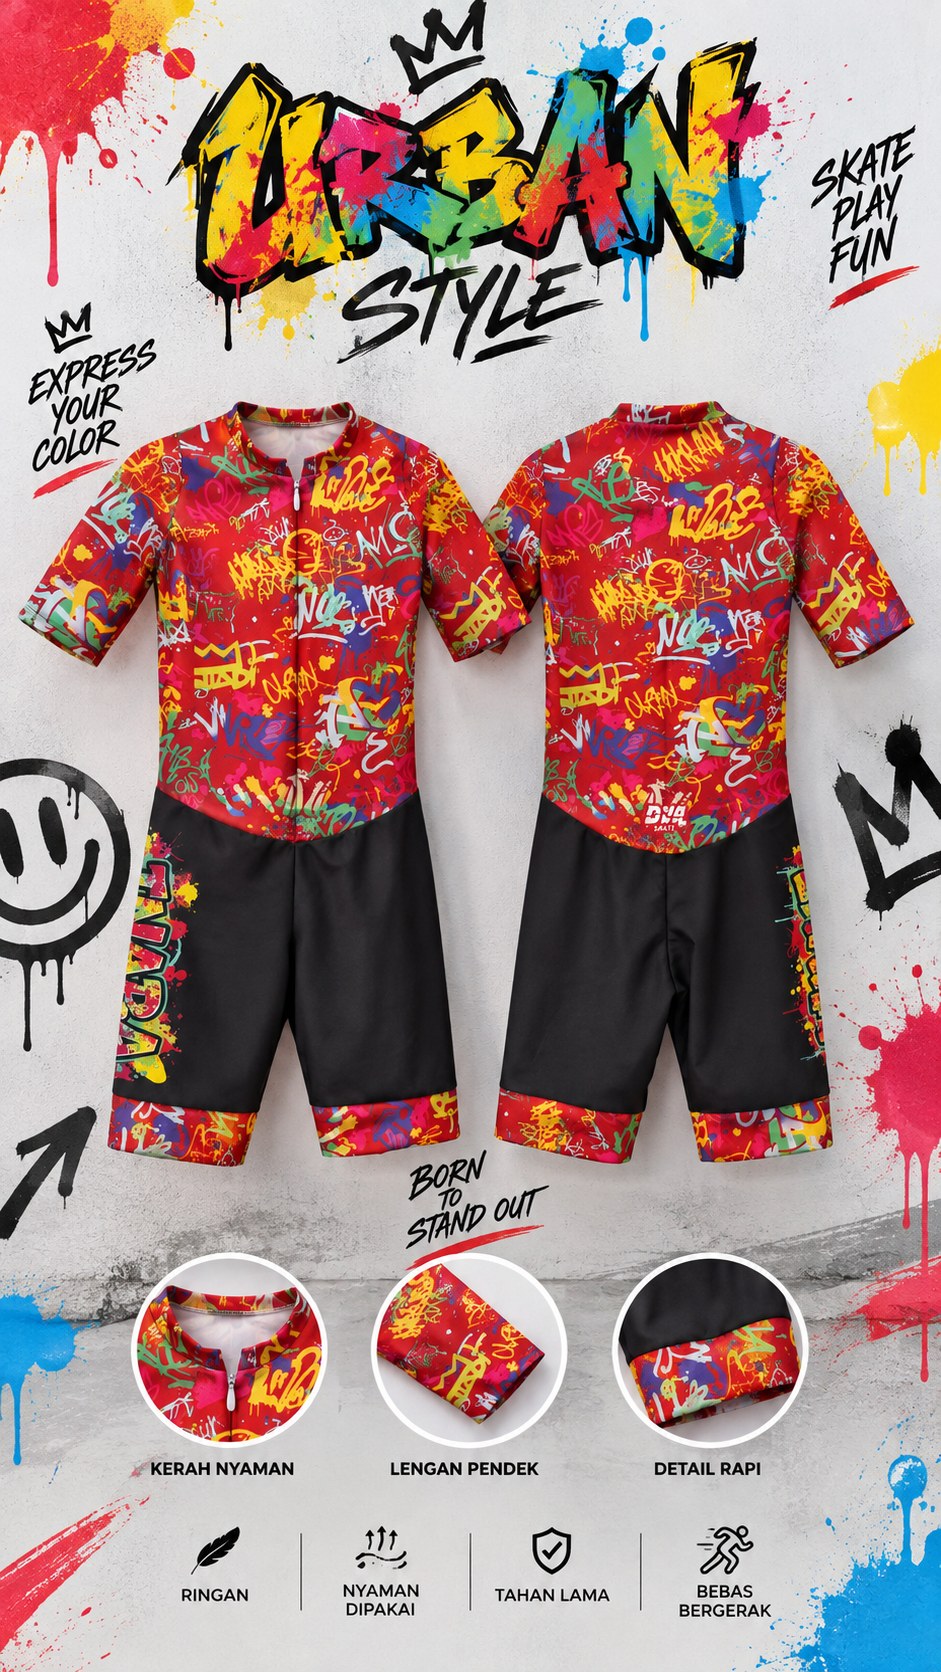 URBAN
STYLE
SKATE
PLAY
FUN
EXPRESS
YOUR
COLOR
BORN
TO
STAND OUT
KERAH NYAMAN
LENGAN PENDEK
DETAIL RAPI
RINGAN
NYAMAN
DIPAKAI
TAHAN LAMA
BEBAS
BERGERAK